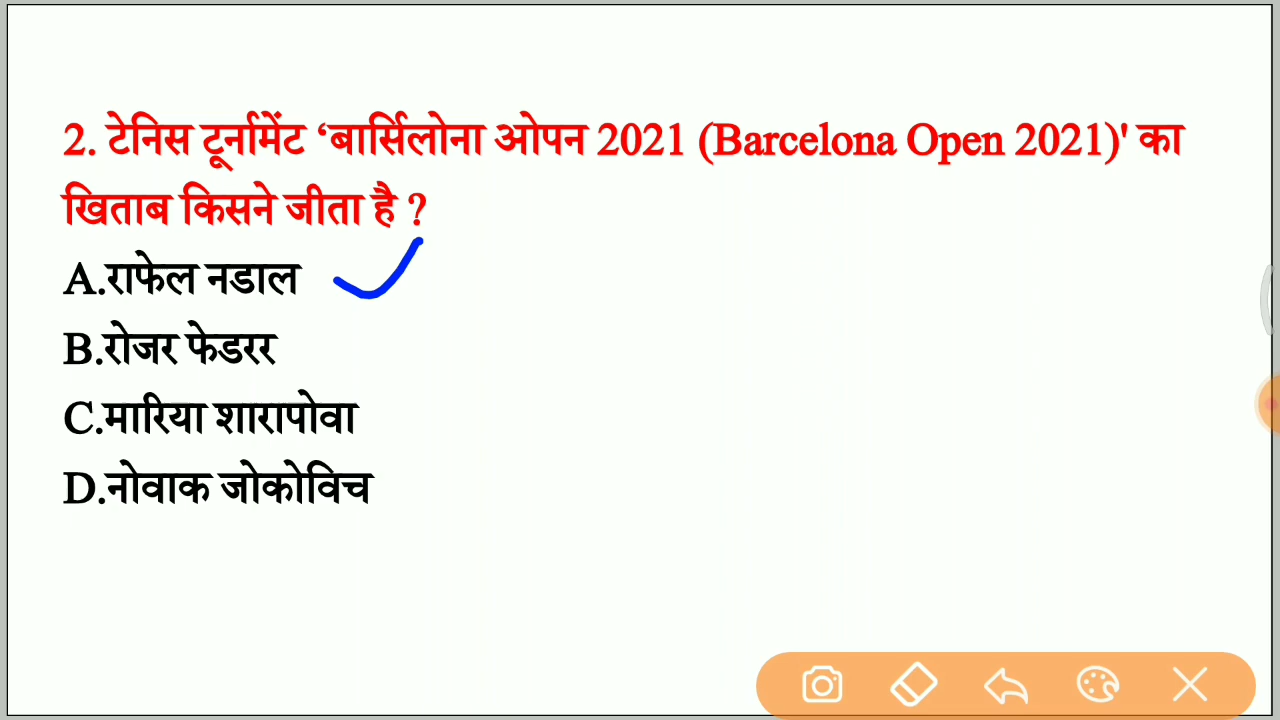 2. टेनिस टूर्नामेंट ‘बार्सिलोना ओपन 2021 (Barcelona Open 2021)' का
खिताब किसने जीता है ?
A.राफेल नडाल
B.रोजर फेडरर
C.मारिया शारापोवा
D.नोवाक जोकोविच